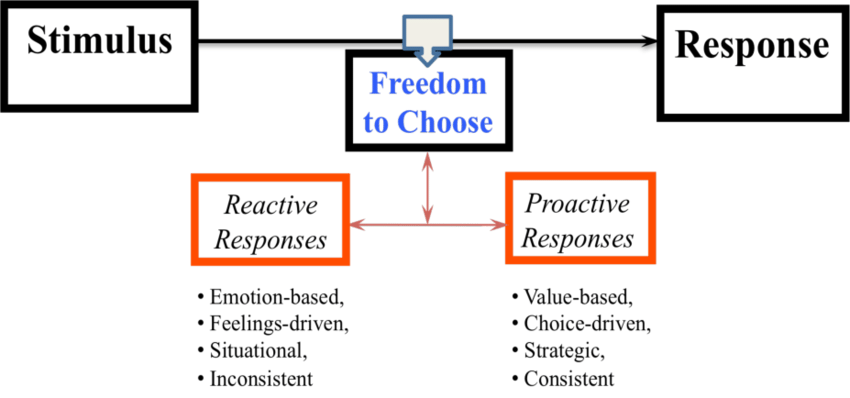 Stimulus
Response
Freedom
to Choose
Reactive
Responses
• Emotion-based,
• Feelings-driven,
• Situational,
• Inconsistent
Proactive
Responses
• Value-based,
• Choice-driven,
• Strategic,
• Consistent